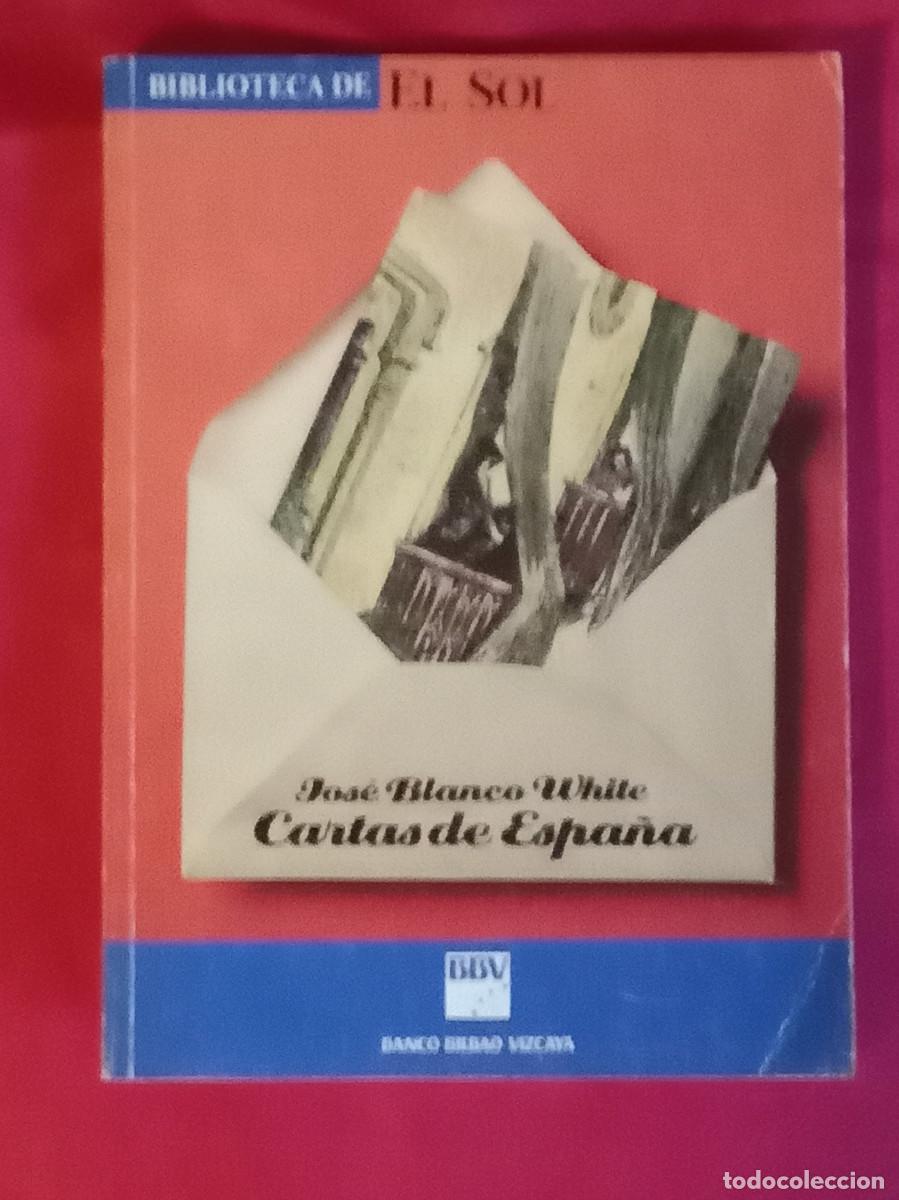 BIBLIOTECA DE EL SOL
José Blanco White
Cartas de España
BBV
BANCO BILBAO VIZCAYA
todocoleccion